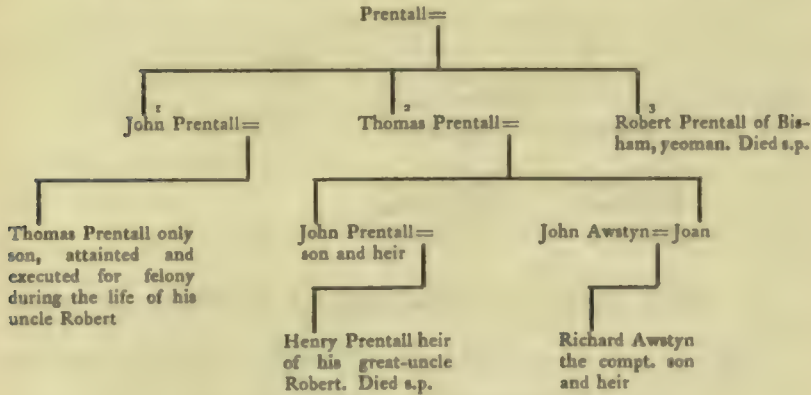 Prentall=
1 2 3
John Prentall= Thomas Prentall= Robert Prentall of Bis-
ham, yeoman. Died s.p.
Thomas Prentall only
son, attainted and
executed for felony
during the life of his
uncle Robert
John Prentall=
son and heir
John Awstyn=Joan
Henry Prentall heir
of his great-uncle
Robert. Died s.p.
Richard Awstyn
the compt. son
and heir